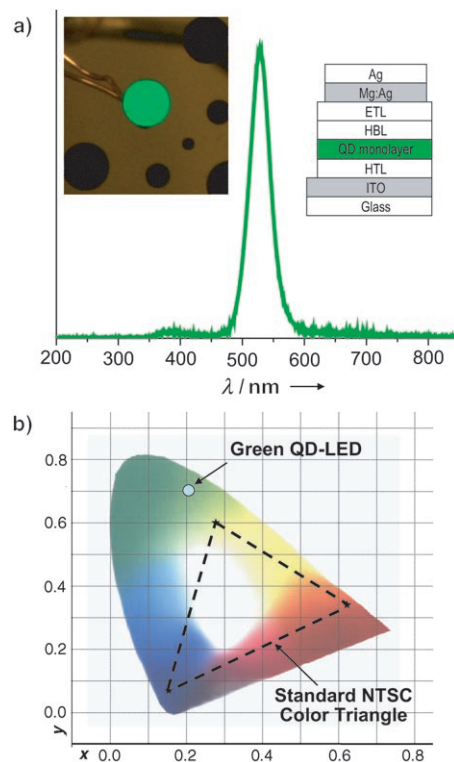 a)
Ag
Mg:Ag
ETL
HBL
QD monolayer
HTL
ITO
Glass
200 300 400 500 600 700 800
λ / nm
b)
Green QD-LED
0.8
0.6
0.4
0.2
0.0
Standard NTSC
Color Triangle
y
x 0.0 0.2 0.4 0.6 0.8